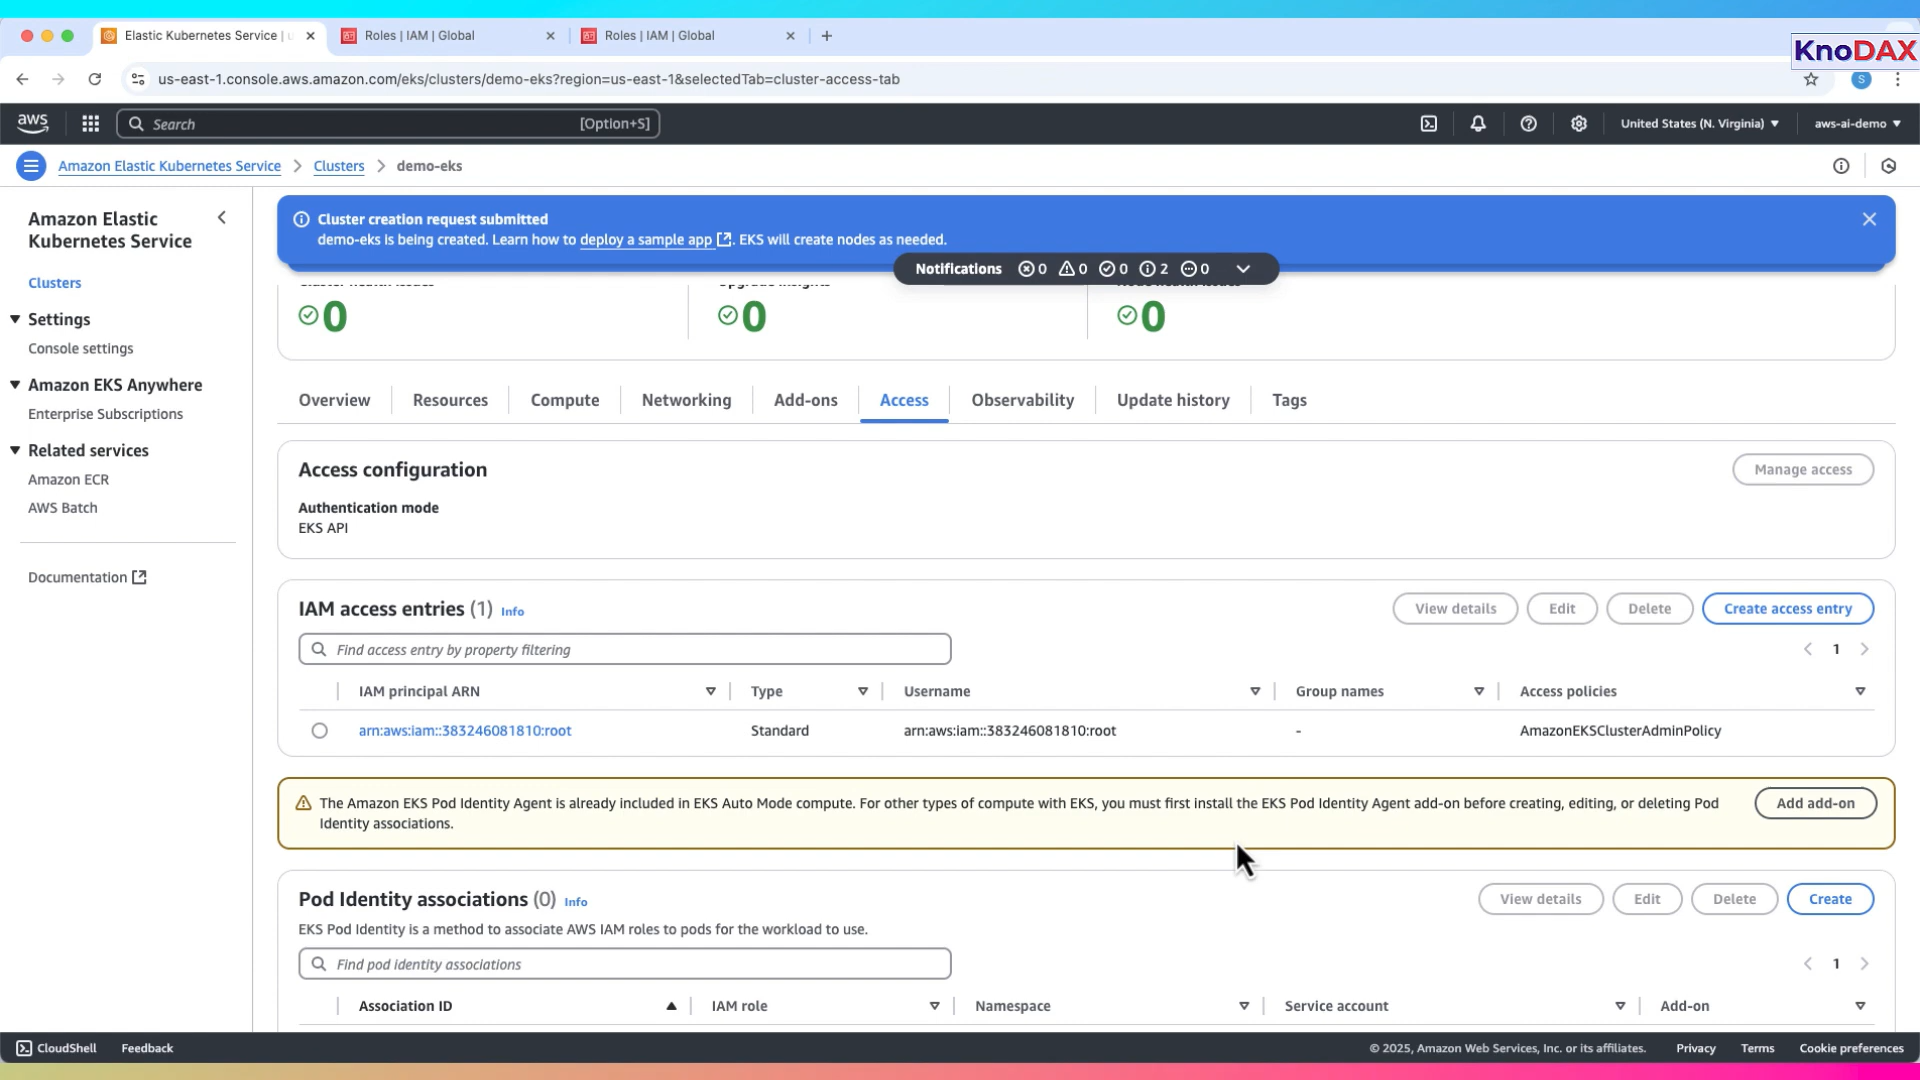 Elastic Kubernetes Service | u
Roles | IAM | Global
Roles | IAM | Global
KnoDAX
us-east-1.console.aws.amazon.com/eks/clusters/demo-eks?region=us-east-1&selectedTab=cluster-access-tab
S
aws
Search
[Option+S]
United States (N. Virginia)
aws-ai-demo
Amazon Elastic Kubernetes Service
Clusters
demo-eks
Amazon Elastic
Kubernetes Service
Clusters
Settings
Console settings
Amazon EKS Anywhere
Enterprise Subscriptions
Related services
Amazon ECR
AWS Batch
Documentation
Cluster creation request submitted
demo-eks is being created. Learn how to deploy a sample app. EKS will create nodes as needed.
Notifications 0 0 0 2 0
Cluster health issues
Upgrade insights
Node health issues
0
0
0
Overview
Resources
Compute
Networking
Add-ons
Access
Observability
Update history
Tags
Access configuration
Manage access
Authentication mode
EKS API
IAM access entries (1) Info
View details
Edit
Delete
Create access entry
Find access entry by property filtering
1
IAM principal ARN
Type
Username
Group names
Access policies
arn:aws:iam::383246081810:root
Standard
arn:aws:iam::383246081810:root
-
AmazonEKSClusterAdminPolicy
The Amazon EKS Pod Identity Agent is already included in EKS Auto Mode compute. For other types of compute with EKS, you must first install the EKS Pod Identity Agent add-on before creating, editing, or deleting Pod
Identity associations.
Add add-on
Pod Identity associations (0) Info
View details
Edit
Delete
Create
EKS Pod Identity is a method to associate AWS IAM roles to pods for the workload to use.
Find pod identity associations
1
Association ID
IAM role
Namespace
Service account
Add-on
CloudShell
Feedback
© 2025, Amazon Web Services, Inc. or its affiliates.
Privacy
Terms
Cookie preferences